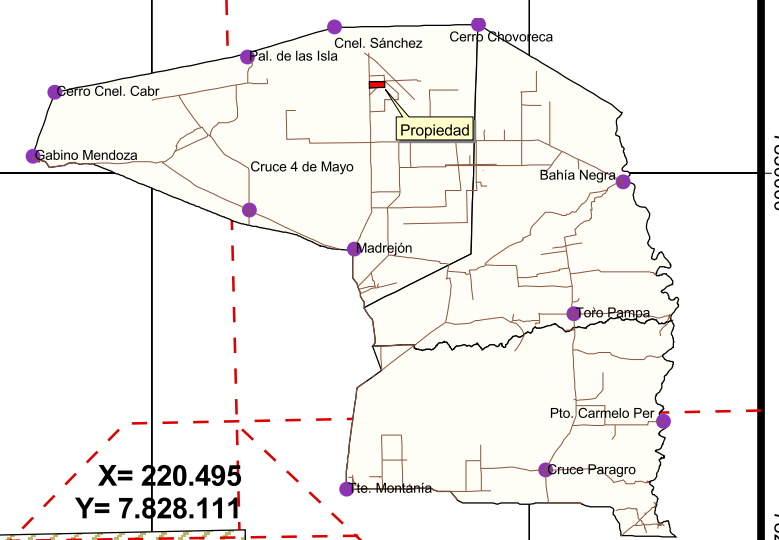 Cnel. Sánchez
Cerro Chovoreca
Pal. de las Isla
Cerro Cnel. Cabr
Propiedad
Gabino Mendoza
Cruce 4 de Mayo
Bahía Negra
Madrejón
Toro Pampa
Pto. Carmelo Per
Cruce Paragro
X= 220.495
Tte. Montanía
Y= 7.828.111